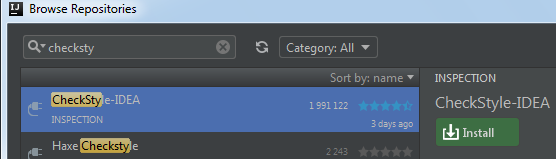 IJ Browse Repositories
checksty
Category: All
Sort by: name
CheckStyle-IDEA
1 991 122
INSPECTION
3 days ago
Haxe Checkstyle
2 243
INSPECTION
CheckStyle-IDEA
Install